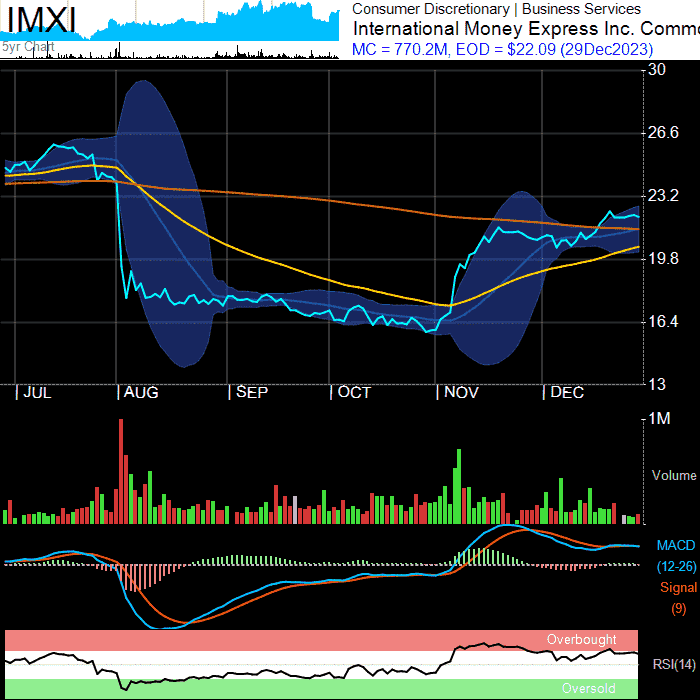 IMXI
5yr Chart
Consumer Discretionary | Business Services
International Money Express Inc. Commo
MC = 770.2M, EOD = $22.09 (29Dec2023)
30
26.6
23.2
19.8
16.4
13
JUL AUG SEP OCT NOV DEC
1M
Volume
MACD
(12-26)
Signal
(9)
Overbought
RSI(14)
Oversold